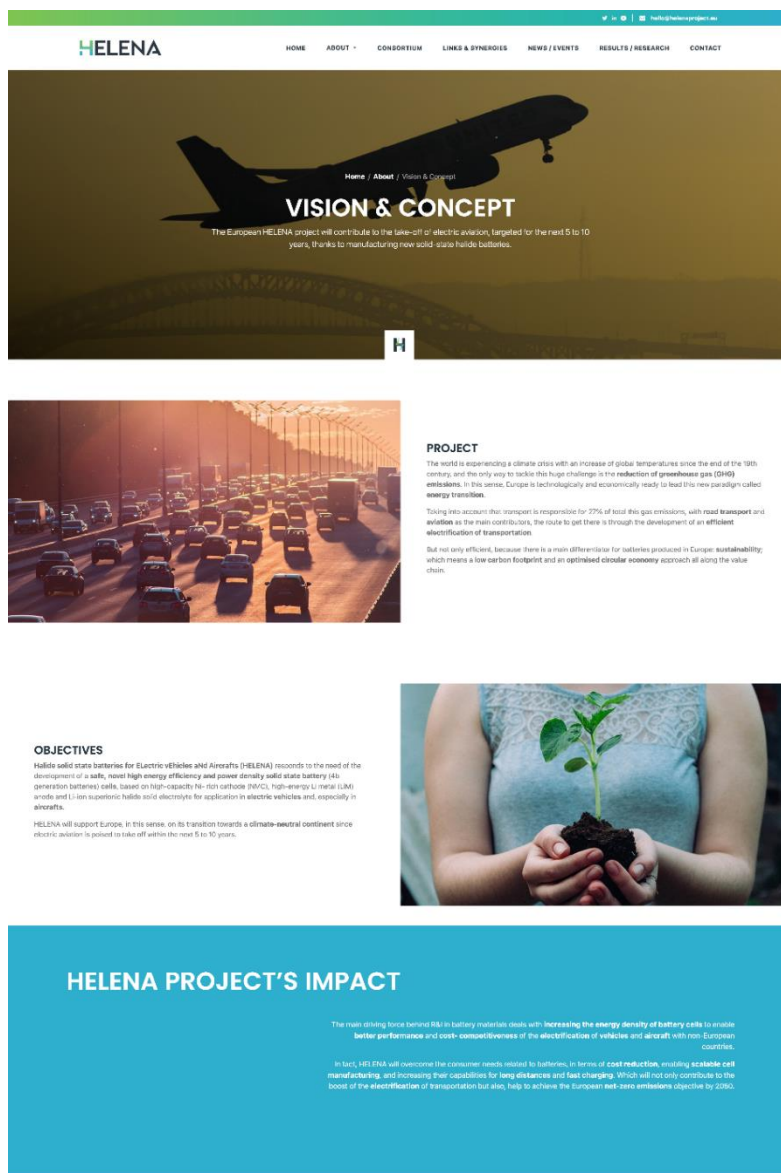 hello@helenaproject.eu
HELENA
HOME ABOUT CONSORTIUM LINKS & SYNERGIES NEWS / EVENTS RESULTS / RESEARCH CONTACT
Home / About / Vision & Concept
VISION & CONCEPT
The European HELENA project will contribute to the take-off of electric aviation, targeted for the next 5 to 10
years, thanks to manufacturing new solid-state halide batteries.
H
PROJECT
The world is experiencing a climate crisis with an increase of global temperatures since the end of the 19th
century, and the only way to tackle this huge challenge is the reduction of greenhouse gas (GHG)
emissions. In this sense, Europe is technologically and economically ready to lead this new paradigm called
energy transition.
Taking into account that transport is responsible for 27% of total this gas emissions, with road transport and
aviation as the main contributors, the route to get there is through the development of an efficient
electrification of transportation.
But not only efficient, because there is a main differentiator for batteries produced in Europe: sustainability;
which means a low carbon footprint and an optimised circular economy approach all along the value
chain.
OBJECTIVES
Halide solid state batteries for ELectric vEhicles aNd Aircrafts (HELENA) responds to the need of the
development of a safe, novel high energy efficiency and power density solid state battery (4b
generation batteries) cells, based on high-capacity Ni- rich cathode (NMC), high-energy Li metal (LiM)
anode and Li-ion superionic halide solid electrolyte for application in electric vehicles and, especially in
aircrafts.
HELENA will support Europe, in this sense, on its transition towards a climate-neutral continent since
electric aviation is poised to take off within the next 5 to 10 years.
HELENA PROJECT'S IMPACT
The main driving force behind R&I in battery materials deals with increasing the energy density of battery cells to enable
better performance and cost- competitiveness of the electrification of vehicles and aircraft with non-European
countries.
In fact, HELENA will overcome the consumer needs related to batteries, in terms of cost reduction, enabling scalable cell
manufacturing, and increasing their capabilities for long distances and fast charging. Which will not only contribute to the
boost of the electrification of transportation but also, help to achieve the European net-zero emissions objective by 2050.